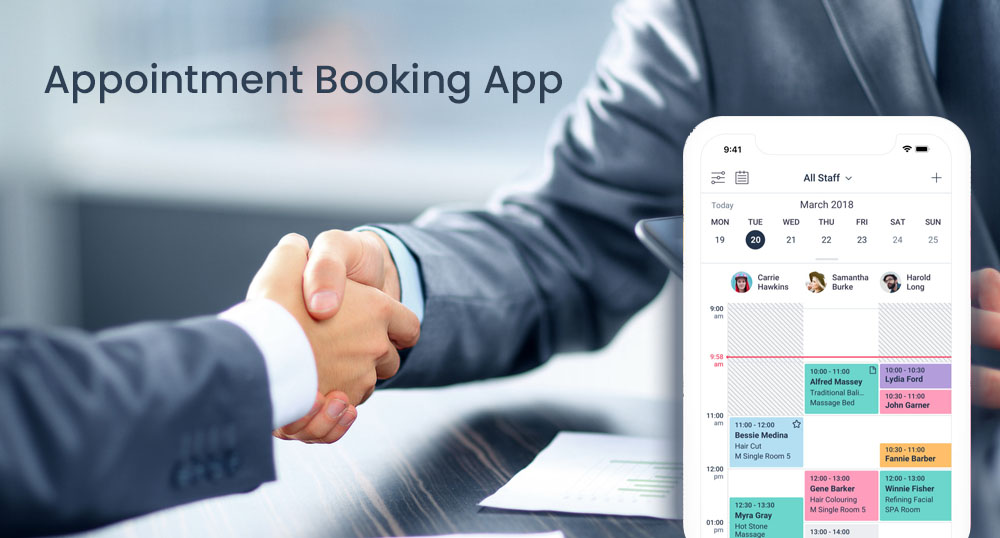 Appointment Booking App
9:41
All Staff
Today
March 2018
MON TUE WED THU FRI SAT SUN
19 20 21 22 23 24 25
Carrie
Hawkins
Samantha
Burke
Harold
Long
9:00
am
9:58
am
10:00 - 11:00
Alfred Massey
Traditional Bali...
Massage Bed
10:00 - 10:30
Lydia Ford
10:30 - 11:00
John Garner
11:00
am
11:00 - 12:00
Bessie Medina
Hair Cut
M Single Room 5
10:30 - 11:00
Fannie Barber
12:00
pm
12:00 - 13:00
Gene Barker
Hair Colouring
M Single Room 5
12:00 - 13:00
Winnie Fisher
Refining Facial
SPA Room
12:30 - 13:30
Myra Gray
Hot Stone
Massage
01:00
pm
13:00 - 14:00